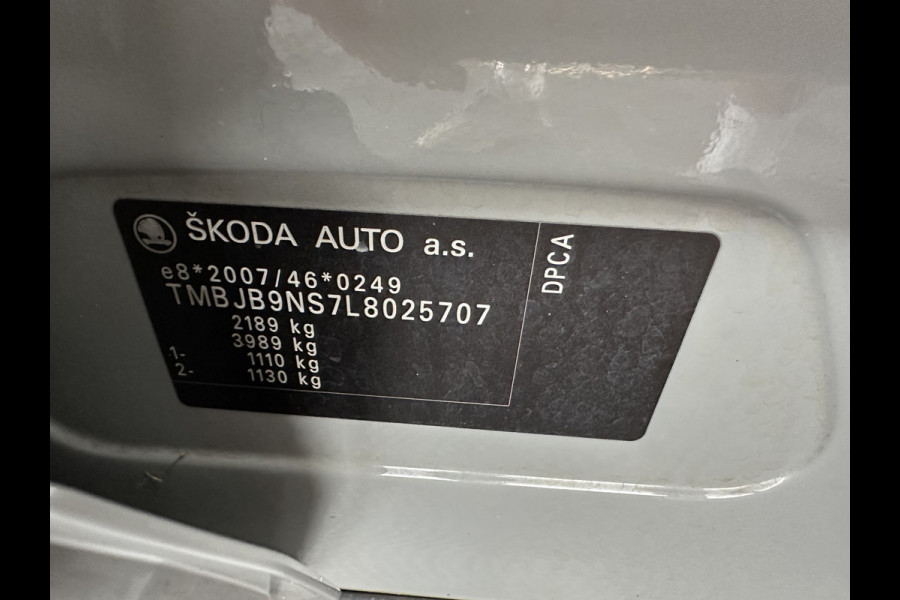 ŠKODA AUTO a.s.
e8*2007/46*0249
TMBJB9NS7L8025707
2189 kg
3989 kg
1- 1110 kg
2- 1130 kg
DPCA